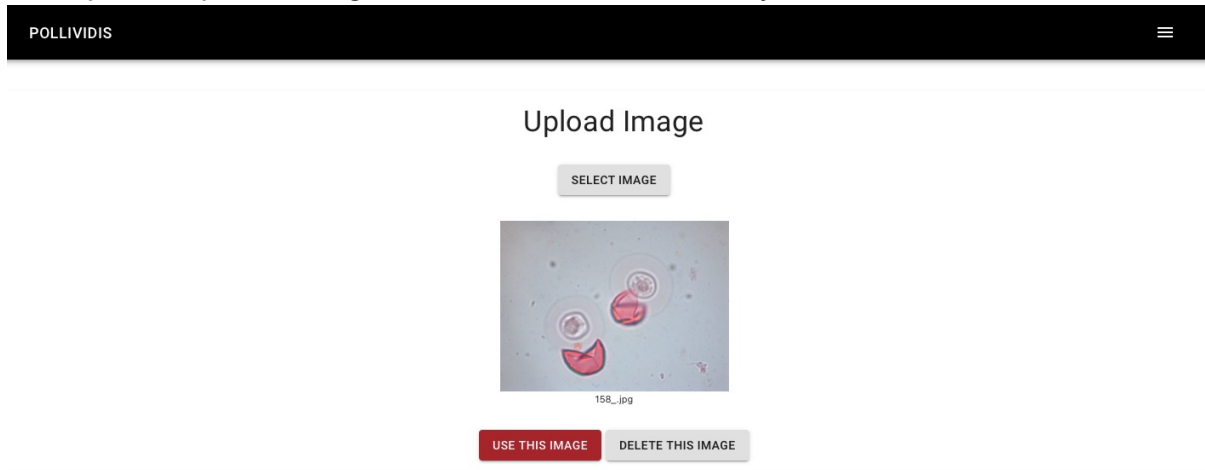 POLLIVIDIS
Upload Image
SELECT IMAGE
158_.jpg
USE THIS IMAGE DELETE THIS IMAGE